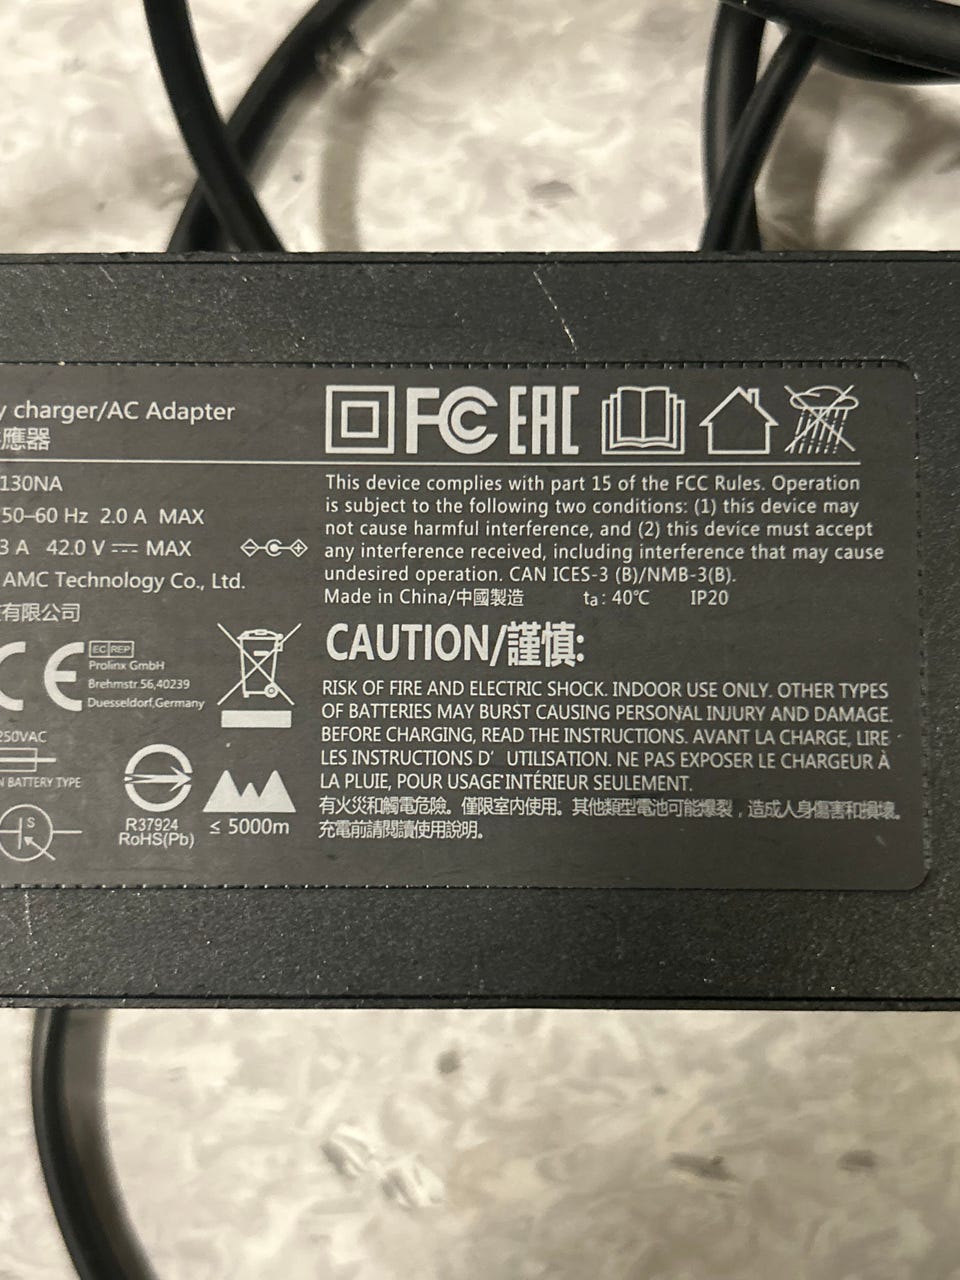 y charger/AC Adapter
應器
130NA
50–60 Hz 2.0 A MAX
3 A 42.0 V MAX
AMC Technology Co., Ltd.
有限公司
FC EAC
This device complies with part 15 of the FCC Rules. Operation
is subject to the following two conditions: (1) this device may
not cause harmful interference, and (2) this device must accept
any interference received, including interference that may cause
undesired operation. CAN ICES-3 (B)/NMB-3(B).
Made in China/中國製造 ta: 40℃ IP20
CE
EC REP
Prolinx GmbH
Brehmstr.56,40239
Duesseldorf,Germany
250VAC
N BATTERY TYPE
S
R37924
RoHS(Pb)
≤ 5000m
CAUTION/謹慎:
RISK OF FIRE AND ELECTRIC SHOCK. INDOOR USE ONLY. OTHER TYPES
OF BATTERIES MAY BURST CAUSING PERSONAL INJURY AND DAMAGE.
BEFORE CHARGING, READ THE INSTRUCTIONS. AVANT LA CHARGE, LIRE
LES INSTRUCTIONS D' UTILISATION. NE PAS EXPOSER LE CHARGEUR À
LA PLUIE, POUR USAGE INTÉRIEUR SEULEMENT.
有火災和觸電危險。僅限室內使用。其他類型電池可能爆裂，造成人身傷害和損壞。
充電前請閱讀使用說明。